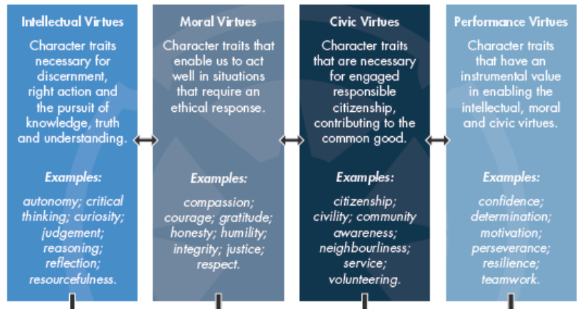 Intellectual Virtues
Character traits
necessary for
discernment,
right action and
the pursuit of
knowledge, truth
and understanding.
Examples:
autonomy; critical
thinking; curiosity;
judgement;
reasoning;
reflection;
resourcefulness.
Moral Virtues
Character traits that
enable us to act
well in situations
that require an
ethical response.
Examples:
compassion;
courage; gratitude;
honesty; humility;
integrity; justice;
respect.
Civic Virtues
Character traits
that are necessary
for engaged
responsible
citizenship,
contributing to the
common good.
Examples:
citizenship;
civility; community
awareness;
neighbourliness;
service;
volunteering.
Performance Virtues
Character traits
that have an
instrumental value
in enabling the
intellectual, moral
and civic virtues.
Examples:
confidence;
determination;
motivation;
perseverance;
resilience;
teamwork.